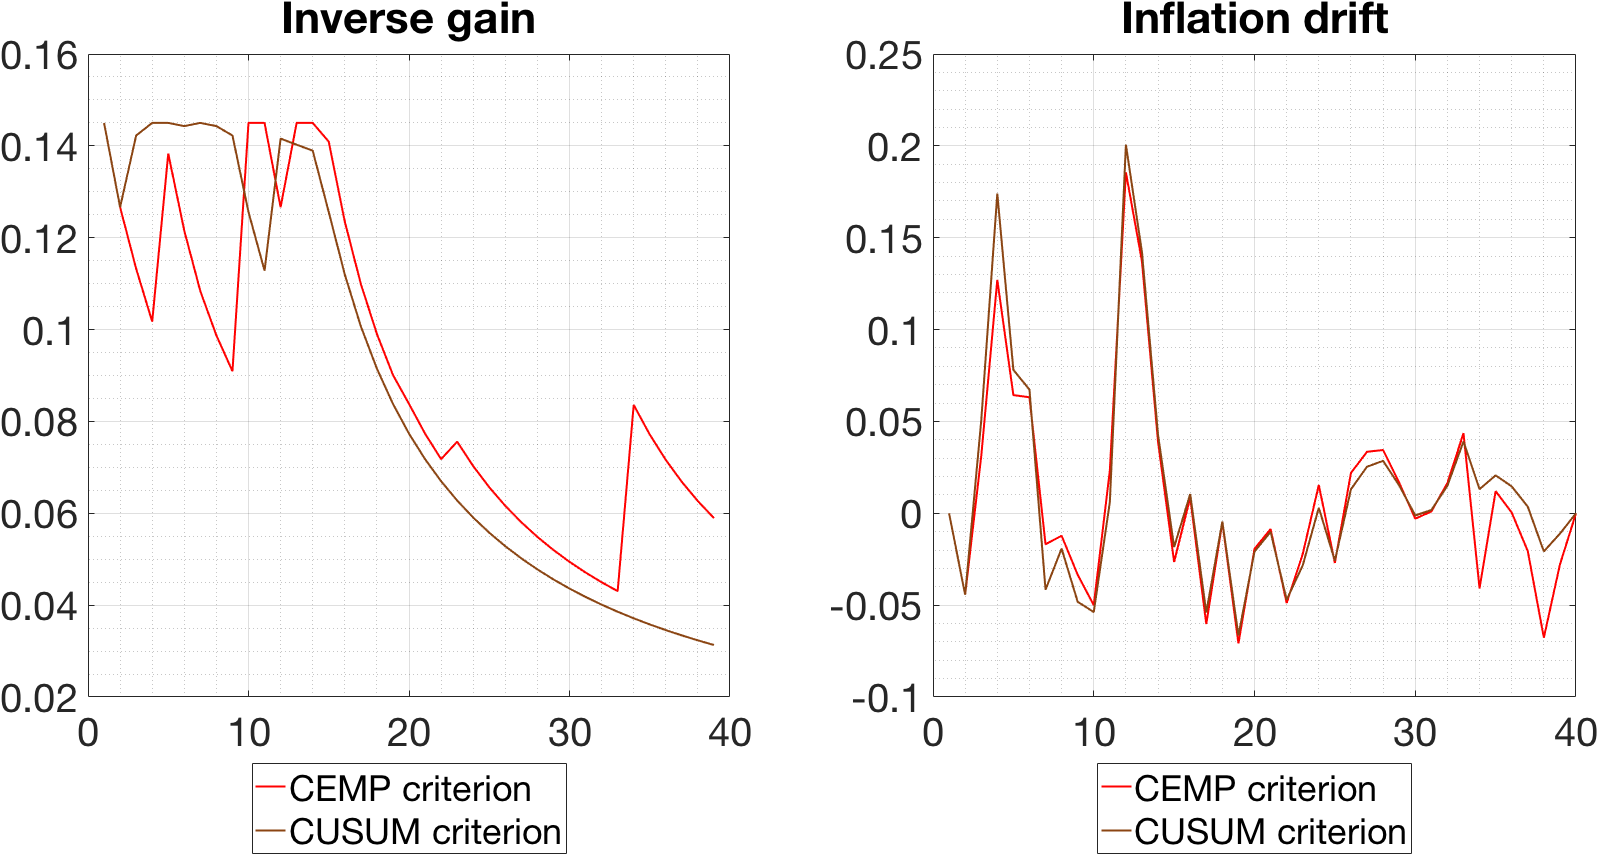 Inverse gain
0.16
0.14
0.12
0.1
0.08
0.06
0.04
0.02
0 10 20 30 40
CEMP criterion
CUSUM criterion
Inflation drift
0.25
0.2
0.15
0.1
0.05
0
-0.05
-0.1
0 10 20 30 40
CEMP criterion
CUSUM criterion